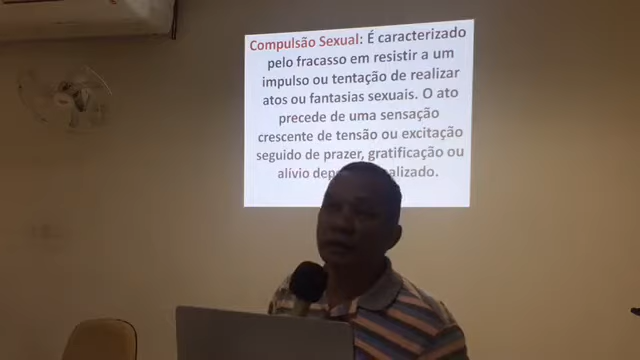 Compulsão Sexual: É caracterizado
pelo fracasso em resistir a um
impulso ou tentação de realizar
atos ou fantasias sexuais. O ato
precede de uma sensação
crescente de tensão ou excitação
seguido de prazer, gratificação ou
alívio